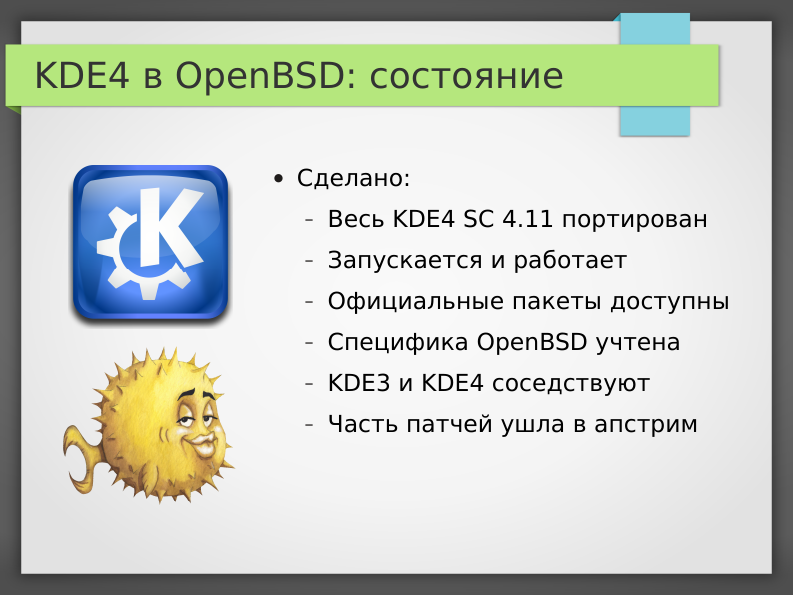 KDE4 в OpenBSD: состояние
• Сделано:
– Весь KDE4 SC 4.11 портирован
– Запускается и работает
– Официальные пакеты доступны
– Специфика OpenBSD учтена
– KDE3 и KDE4 соседствуют
– Часть патчей ушла в апстрим